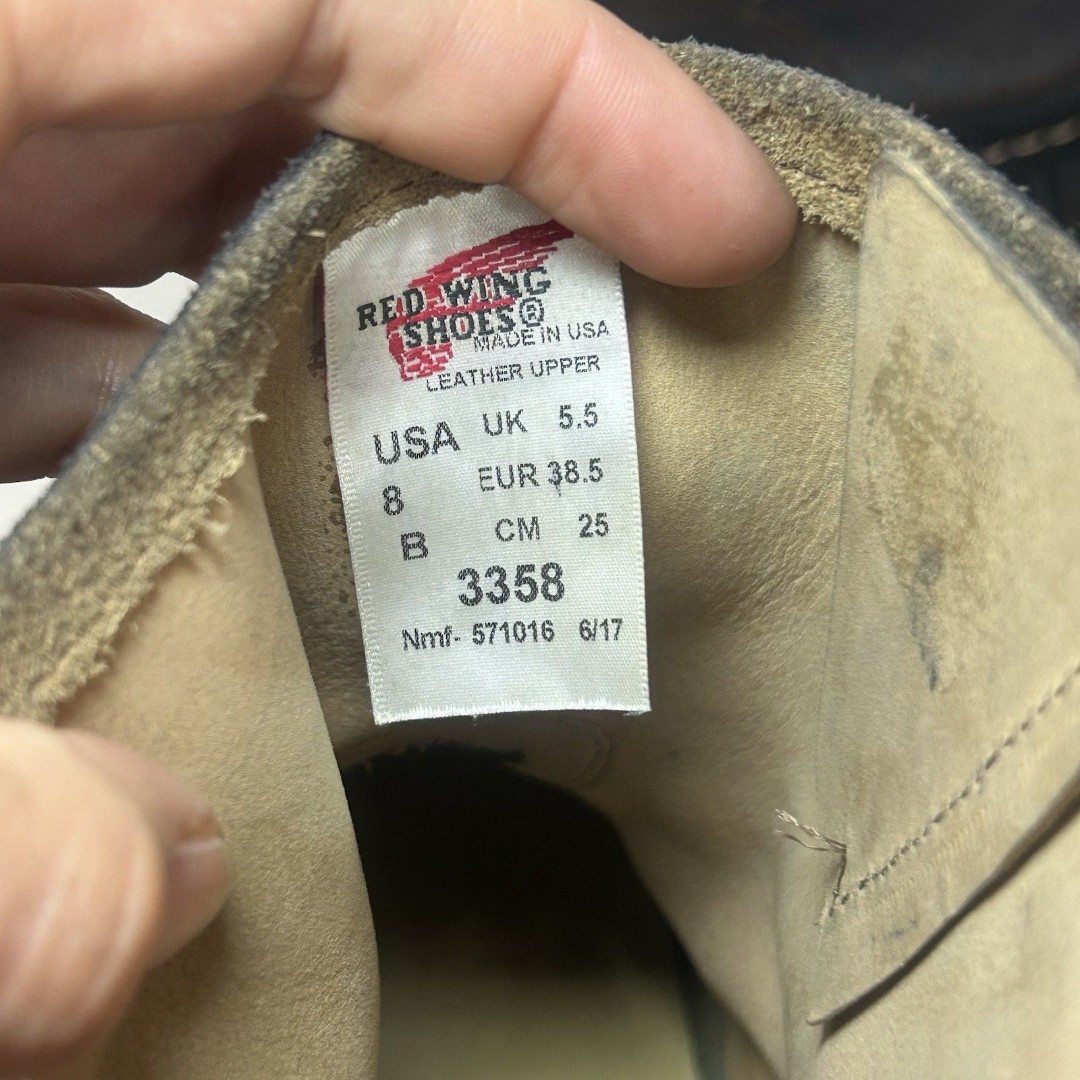 RED WING
SHOES®
MADE IN USA
LEATHER UPPER
USA UK 5.5
8 EUR 38.5
B CM 25
3358
Nmf- 571016 6/17